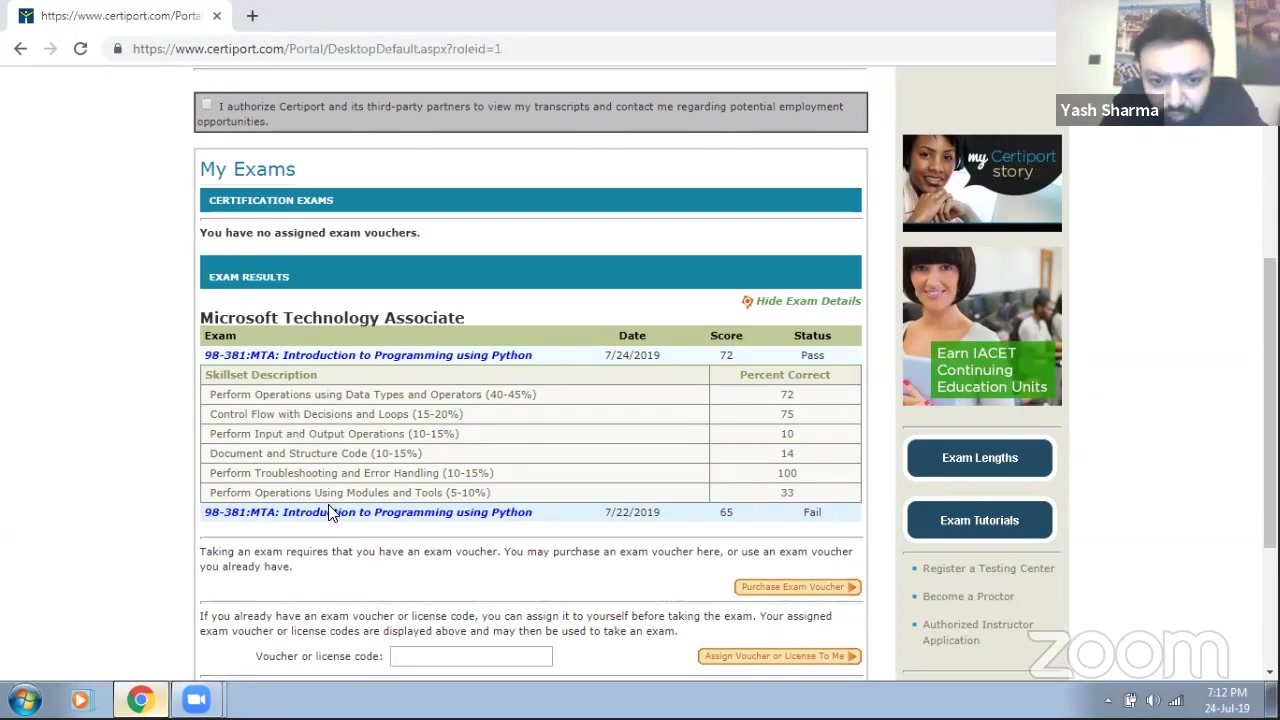 https://www.certiport.com/Porta
https://www.certiport.com/Portal/DesktopDefault.aspx?roleid=1
Yash Sharma
I authorize Certiport and its third-party partners to view my transcripts and contact me regarding potential employment
opportunities.
My Exams
CERTIFICATION EXAMS
You have no assigned exam vouchers.
EXAM RESULTS
Hide Exam Details
Microsoft Technology Associate
Exam Date Score Status
98-381:MTA: Introduction to Programming using Python 7/24/2019 72 Pass
Skillset Description Percent Correct
Perform Operations using Data Types and Operators (40-45%) 72
Control Flow with Decisions and Loops (15-20%) 75
Perform Input and Output Operations (10-15%) 10
Document and Structure Code (10-15%) 14
Perform Troubleshooting and Error Handling (10-15%) 100
Perform Operations Using Modules and Tools (5-10%) 33
98-381:MTA: Introduction to Programming using Python 7/22/2019 65 Fail
Taking an exam requires that you have an exam voucher. You may purchase an exam voucher here, or use an exam voucher
you already have.
Purchase Exam Voucher
If you already have an exam voucher or license code, you can assign it to yourself before taking the exam. Your assigned
exam voucher or license codes are displayed above and may then be used to take an exam.
Voucher or license code:
Assign Voucher or License To Me
my Certiport
story
Earn IACET
Continuing
Education Units
Exam Lengths
Exam Tutorials
Register a Testing Center
Become a Proctor
Authorized Instructor
Application
zoom
7:12 PM
24-Jul-19